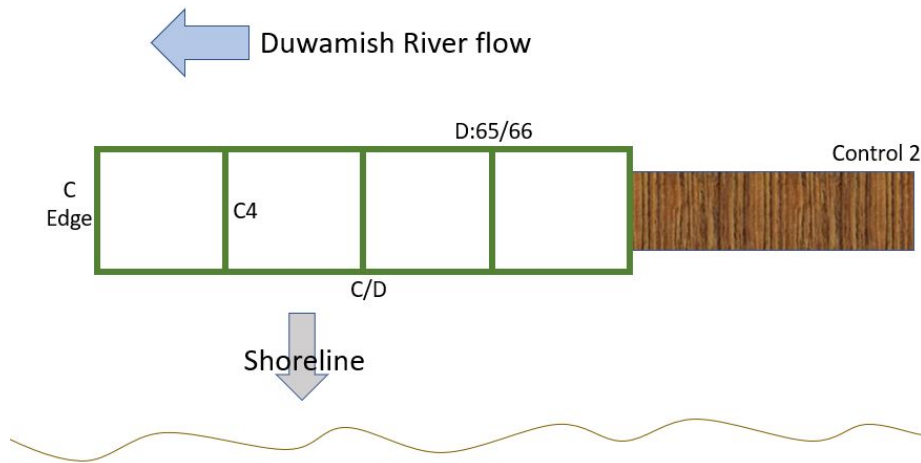 Duwamish River flow
D:65/66
Control 2
C
Edge
C4
C/D
Shoreline